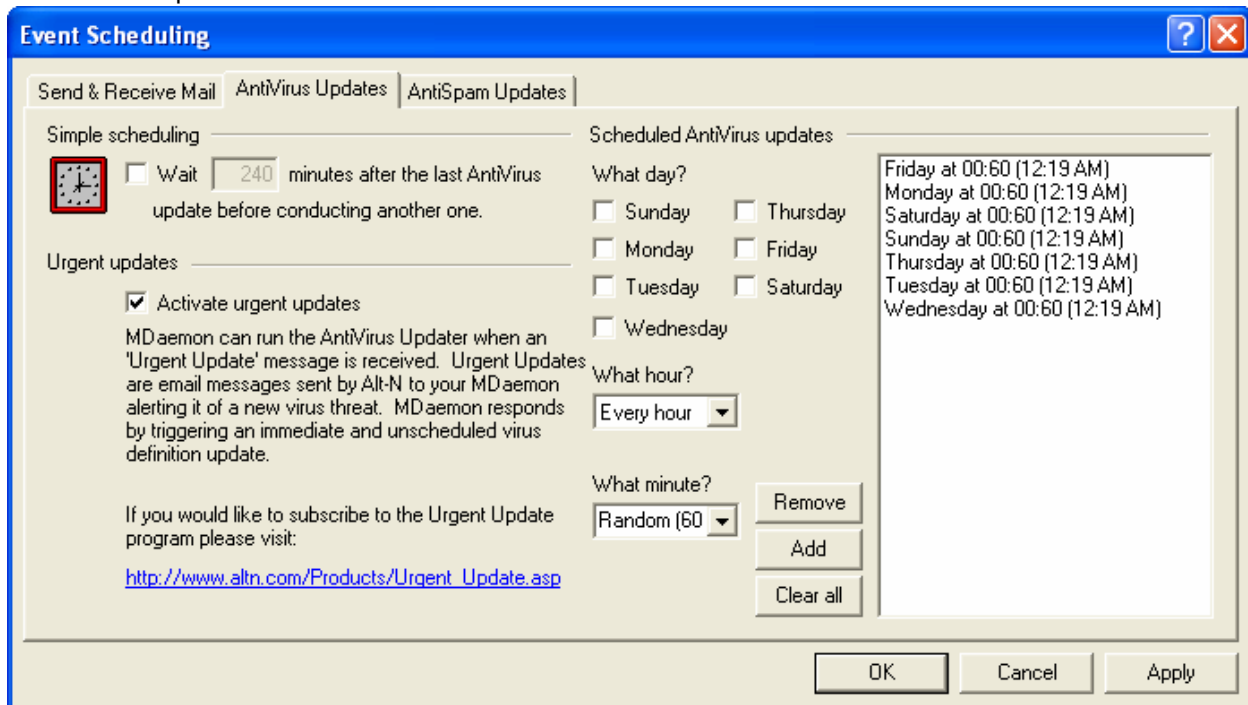 Event Scheduling
Send & Receive Mail
AntiVirus Updates
AntiSpam Updates
Simple scheduling
Wait 240 minutes after the last AntiVirus
update before conducting another one.
Urgent updates
Activate urgent updates
MDaemon can run the AntiVirus Updater when an
'Urgent Update' message is received. Urgent Updates
are email messages sent by Alt-N to your MDaemon
alerting it of a new virus threat. MDaemon responds
by triggering an immediate and unscheduled virus
definition update.
If you would like to subscribe to the Urgent Update
program please visit:
http://www.altn.com/Products/Urgent_Update.asp
Scheduled AntiVirus updates
What day?
Sunday Thursday
Monday Friday
Tuesday Saturday
Wednesday
What hour?
Every hour
What minute?
Random (60
Remove
Add
Clear all
Friday at 00:60 (12:19 AM)
Monday at 00:60 (12:19 AM)
Saturday at 00:60 (12:19 AM)
Sunday at 00:60 (12:19 AM)
Thursday at 00:60 (12:19 AM)
Tuesday at 00:60 (12:19 AM)
Wednesday at 00:60 (12:19 AM)
OK Cancel Apply